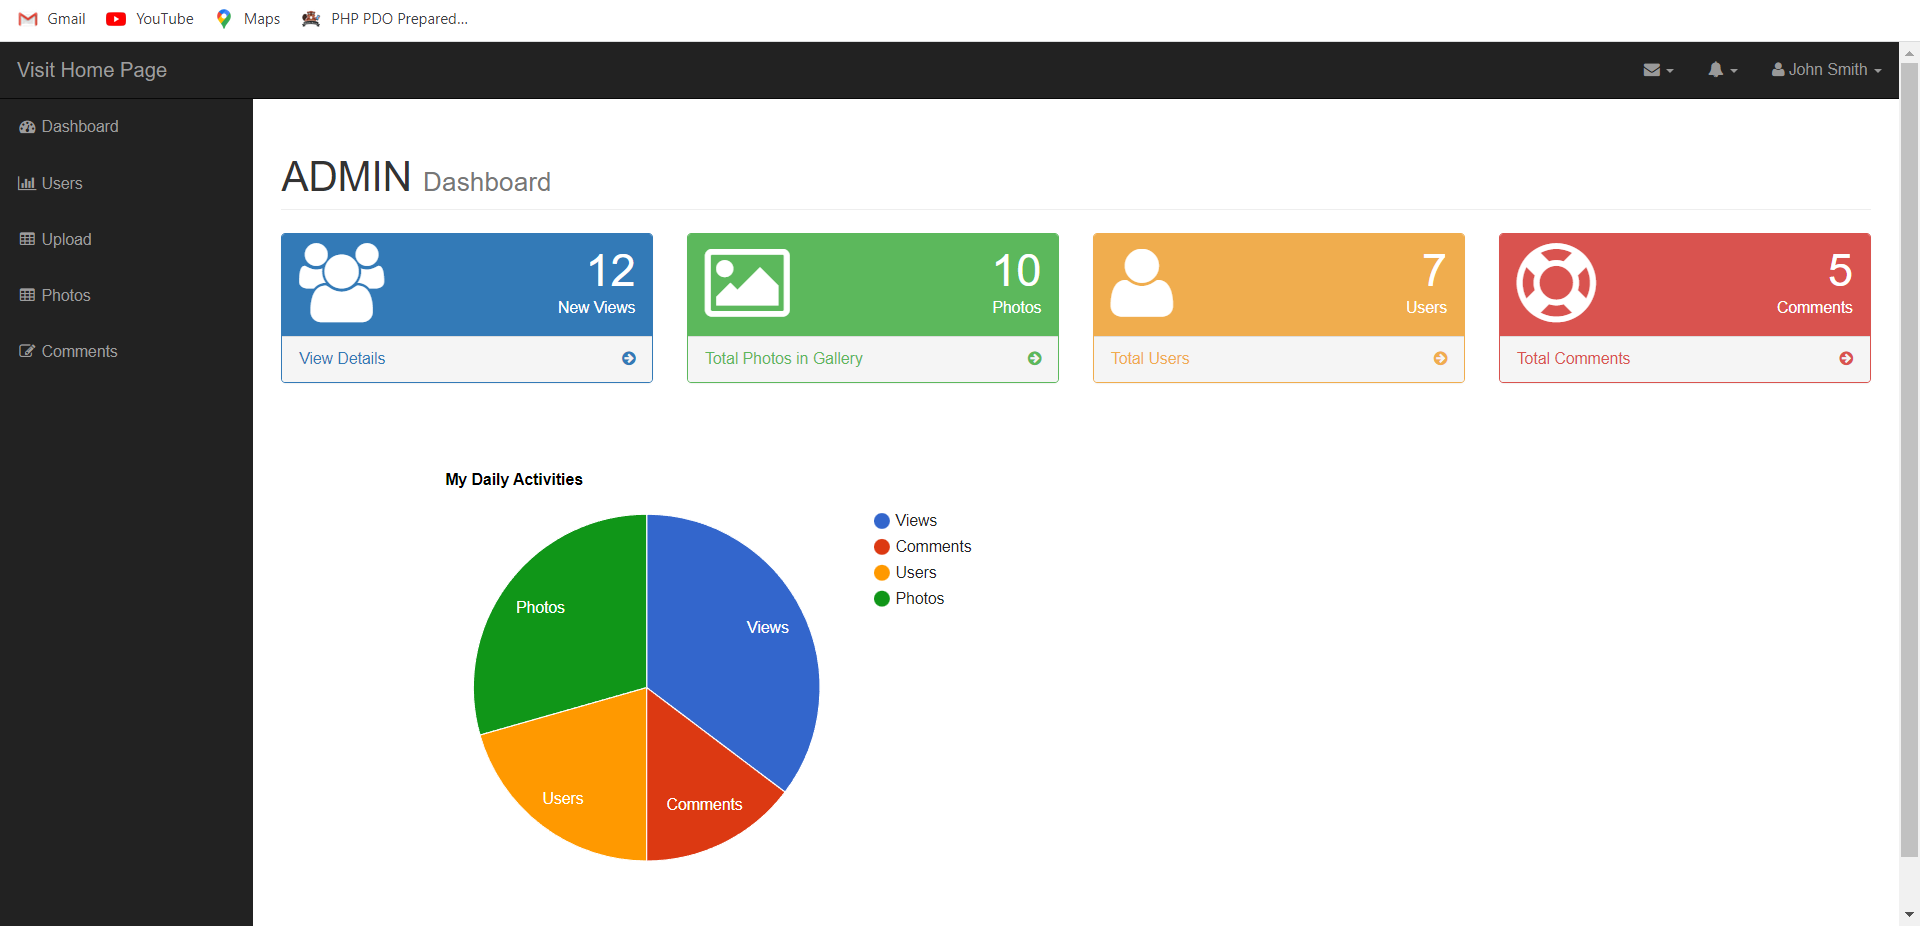 Gmail YouTube Maps PHP PDO Prepared...
Visit Home Page John Smith
Dashboard
Users
Upload
Photos
Comments
ADMIN Dashboard
12
New Views
View Details
10
Photos
Total Photos in Gallery
7
Users
Total Users
5
Comments
Total Comments
My Daily Activities
Views
Comments
Users
Photos
Photos
Views
Users
Comments